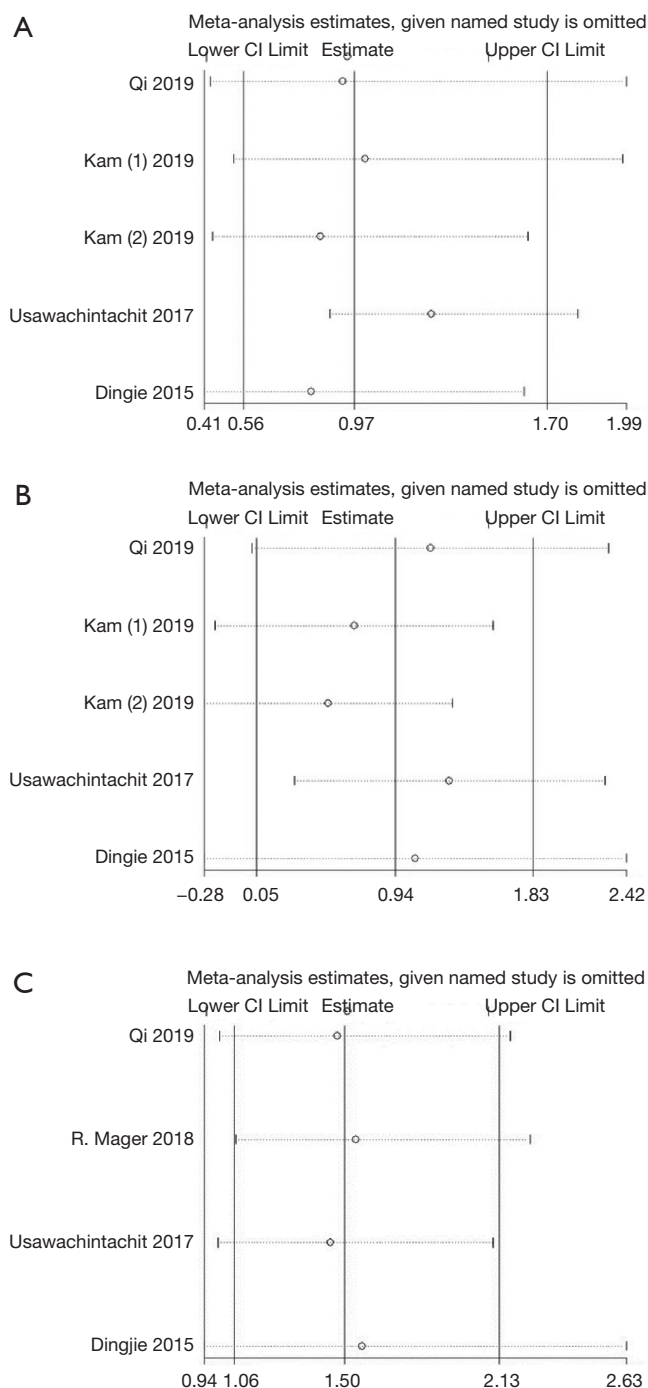 A
Meta-analysis estimates, given named study is omitted
Lower CI Limit Estimate Upper CI Limit
Qi 2019
Kam (1) 2019
Kam (2) 2019
Usawachintachit 2017
Dingie 2015
0.41 0.56 0.97 1.70 1.99
B
Meta-analysis estimates, given named study is omitted
Lower CI Limit Estimate Upper CI Limit
Qi 2019
Kam (1) 2019
Kam (2) 2019
Usawachintachit 2017
Dingie 2015
−0.28 0.05 0.94 1.83 2.42
C
Meta-analysis estimates, given named study is omitted
Lower CI Limit Estimate Upper CI Limit
Qi 2019
R. Mager 2018
Usawachintachit 2017
Dingjie 2015
0.94 1.06 1.50 2.13 2.63